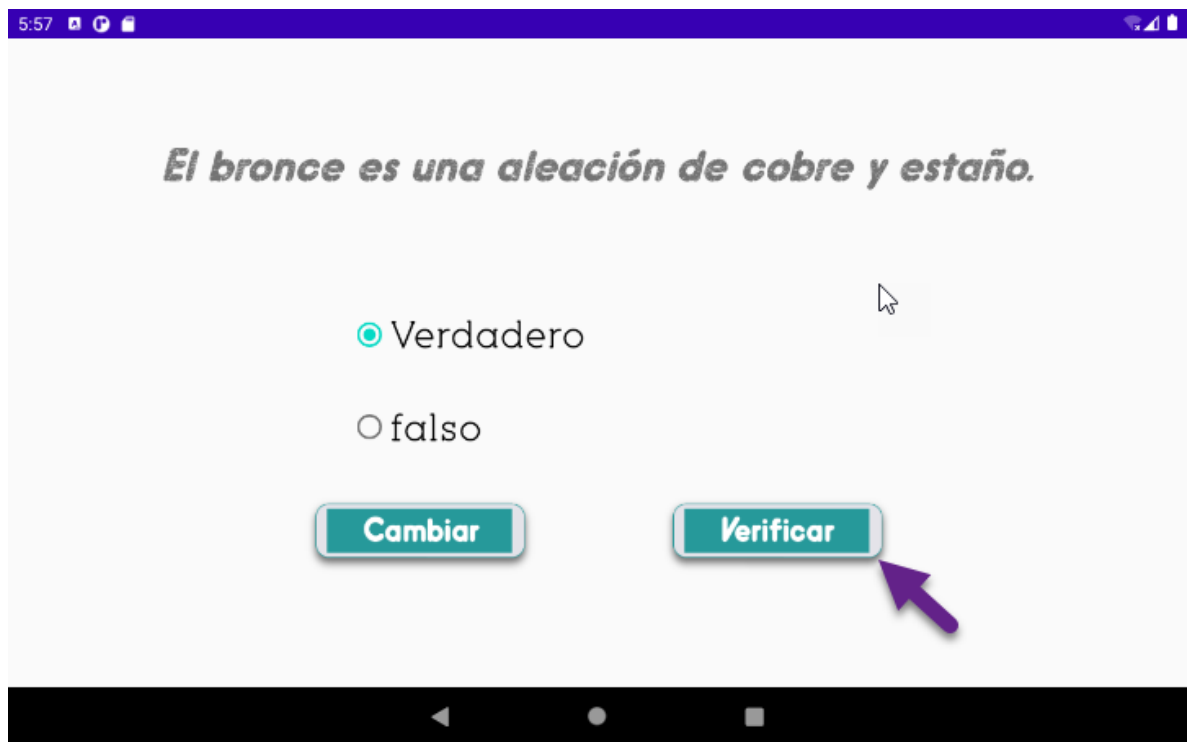 5:57
El bronce es una aleación de cobre y estaño.
Verdadero
falso
Cambiar
Verificar